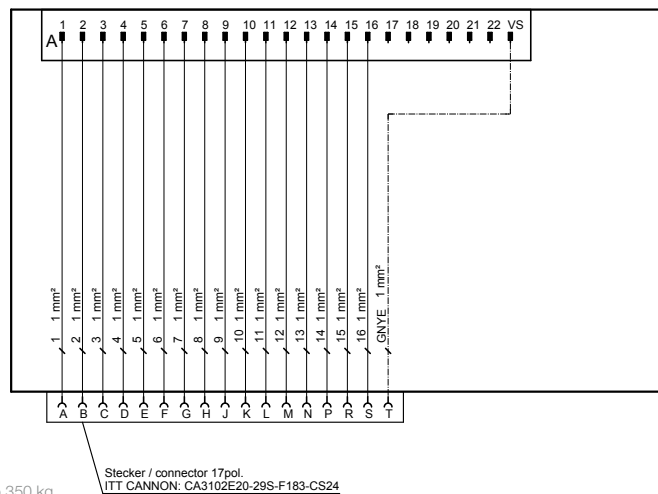 1 2 3 4 5 6 7 8 9 10 11 12 13 14 15 16 17 18 19 20 21 22 VS
A
1 1 mm²
2 1 mm²
3 1 mm²
4 1 mm²
5 1 mm²
6 1 mm²
7 1 mm²
8 1 mm²
9 1 mm²
10 1 mm²
11 1 mm²
12 1 mm²
13 1 mm²
14 1 mm²
15 1 mm²
16 1 mm²
GNYE 1 mm²
A B C D E F G H J K L M N P R S T
Stecker / connector 17pol.
ITT CANNON: CA3102E20-29S-F183-CS24
350 kg